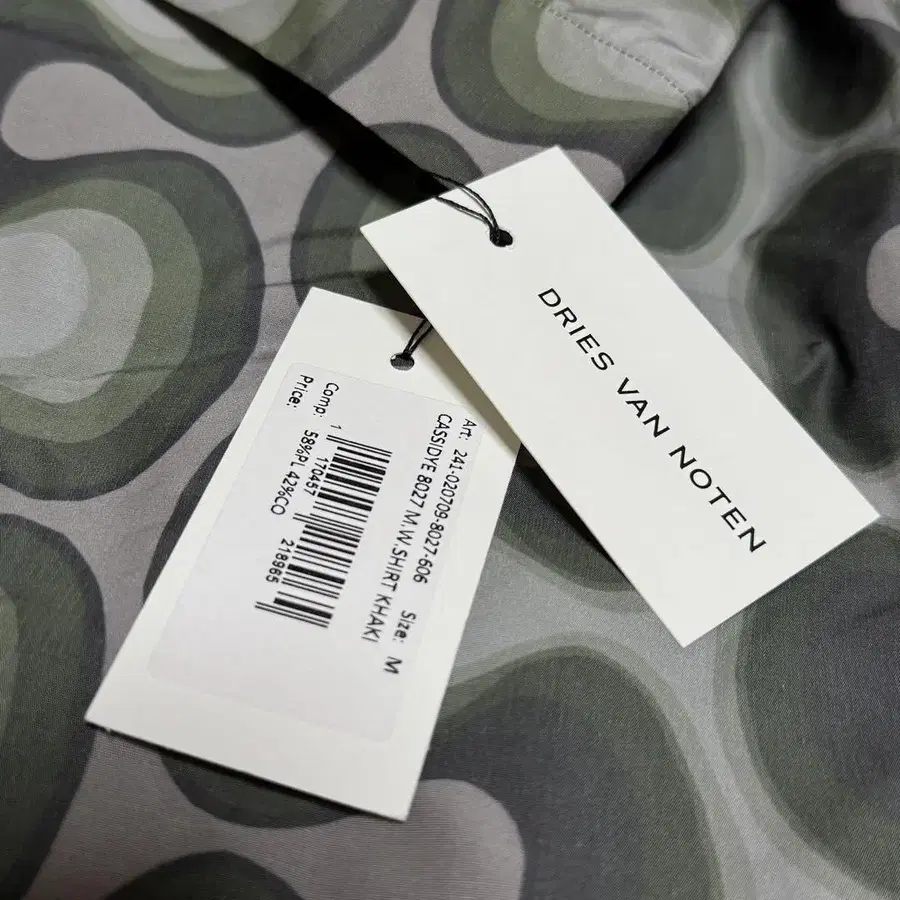 DRIES VAN NOTEN
Art: 241-020709-8027-606 Size: M
CASSIDYE 8027 M.W.SHIRT KHAKI
1 170457 218965
Comp: 58%PL 42%CO
Price: